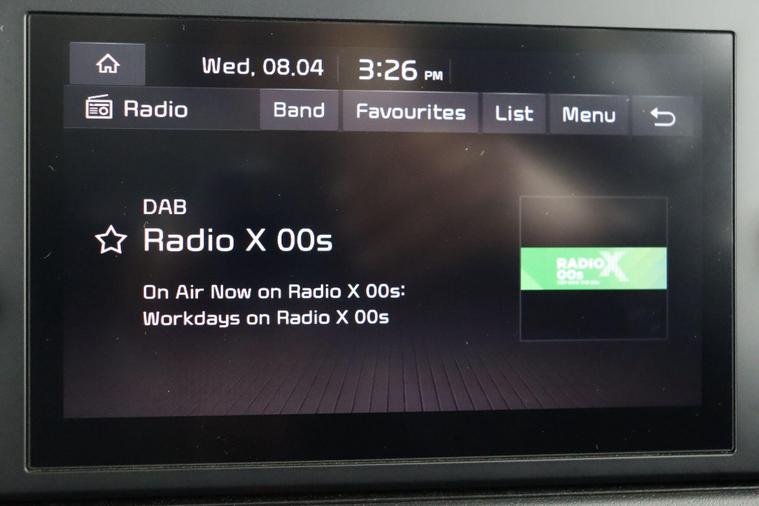 Wed, 08.04 3:26 PM
Radio Band Favourites List Menu
DAB
Radio X 00s
On Air Now on Radio X 00s:
Workdays on Radio X 00s
RADIO X
00s